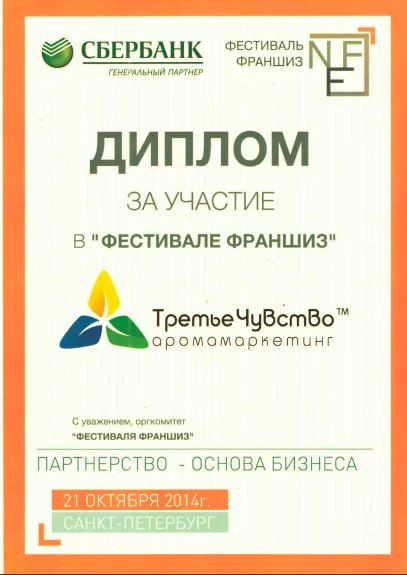 СБЕРБАНК
ГЕНЕРАЛЬНЫЙ ПАРТНЕР
ФЕСТИВАЛЬ
ФРАНШИЗ
NFE
ДИПЛОМ
ЗА УЧАСТИЕ
В "ФЕСТИВАЛЕ ФРАНШИЗ"
ТретьеЧувство™
аромамаркетинг
С уважением, оргкомитет
"ФЕСТИВАЛЯ ФРАНШИЗ"
ПАРТНЕРСТВО - ОСНОВА БИЗНЕСА
21 ОКТЯБРЯ 2014г.
САНКТ-ПЕТЕРБУРГ